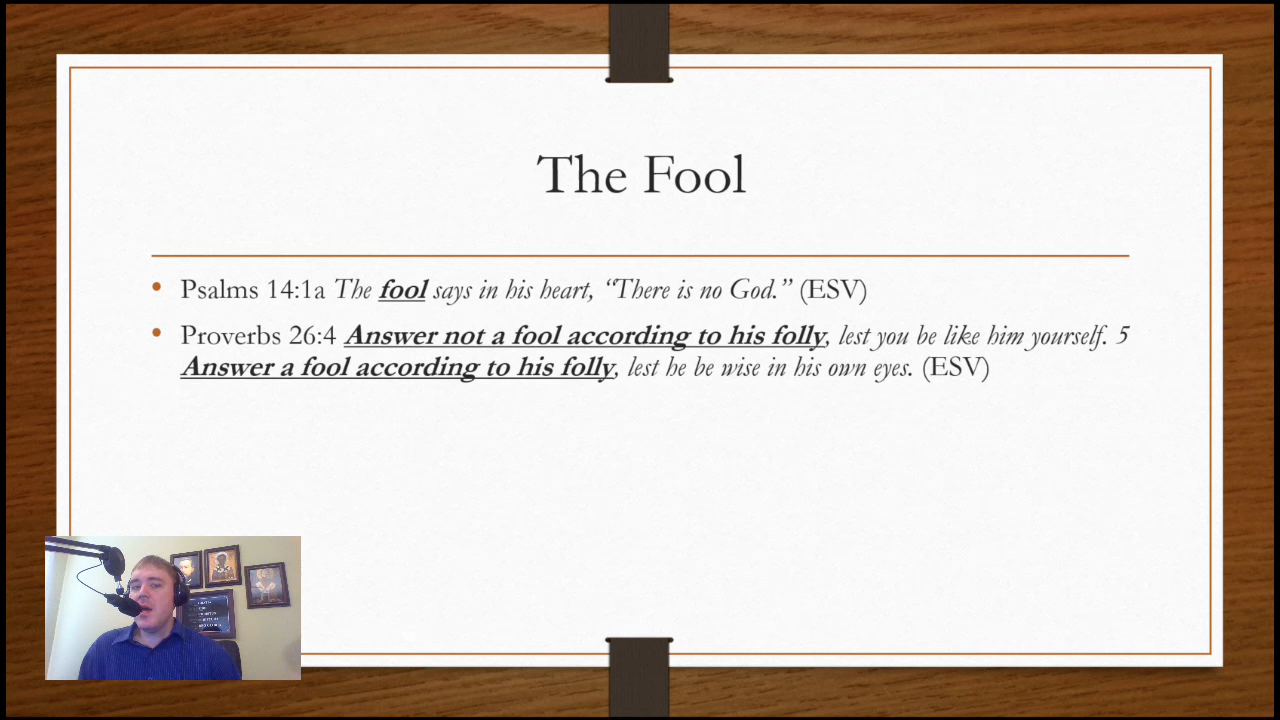 The Fool
• Psalms 14:1a The fool says in his heart, “There is no God.” (ESV)
• Proverbs 26:4 Answer not a fool according to his folly, lest you be like him yourself. 5
Answer a fool according to his folly, lest he be wise in his own eyes. (ESV)